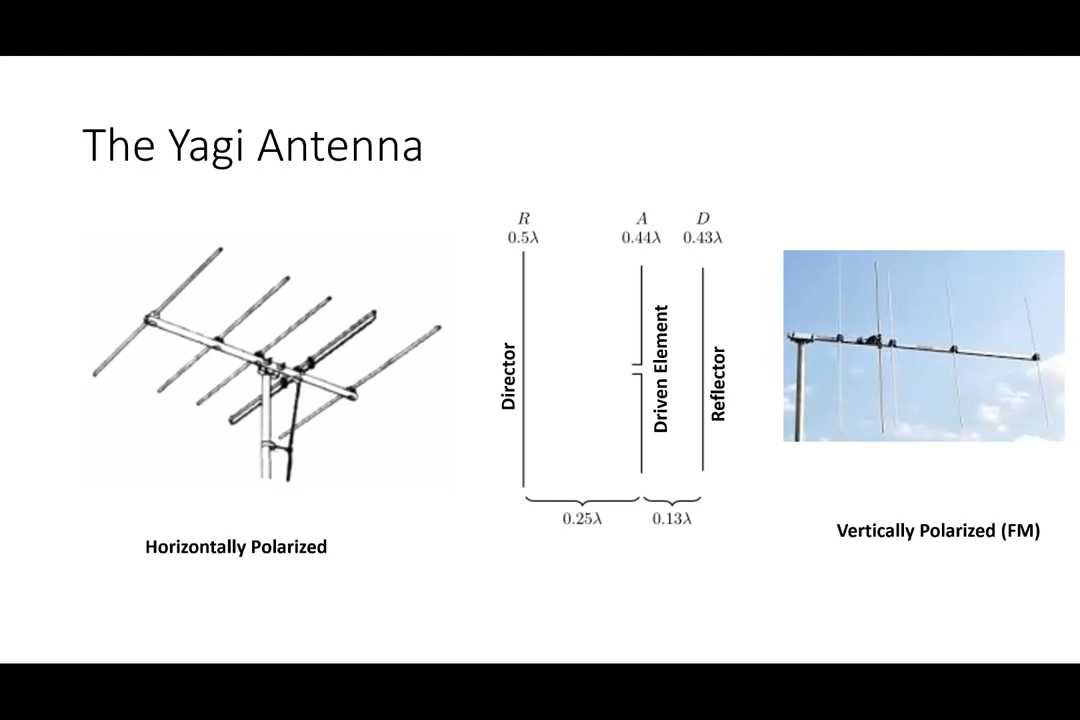 The Yagi Antenna
R A D
0.5λ 0.44λ 0.43λ
Director
Driven Element
Reflector
0.25λ 0.13λ
Horizontally Polarized
Vertically Polarized (FM)